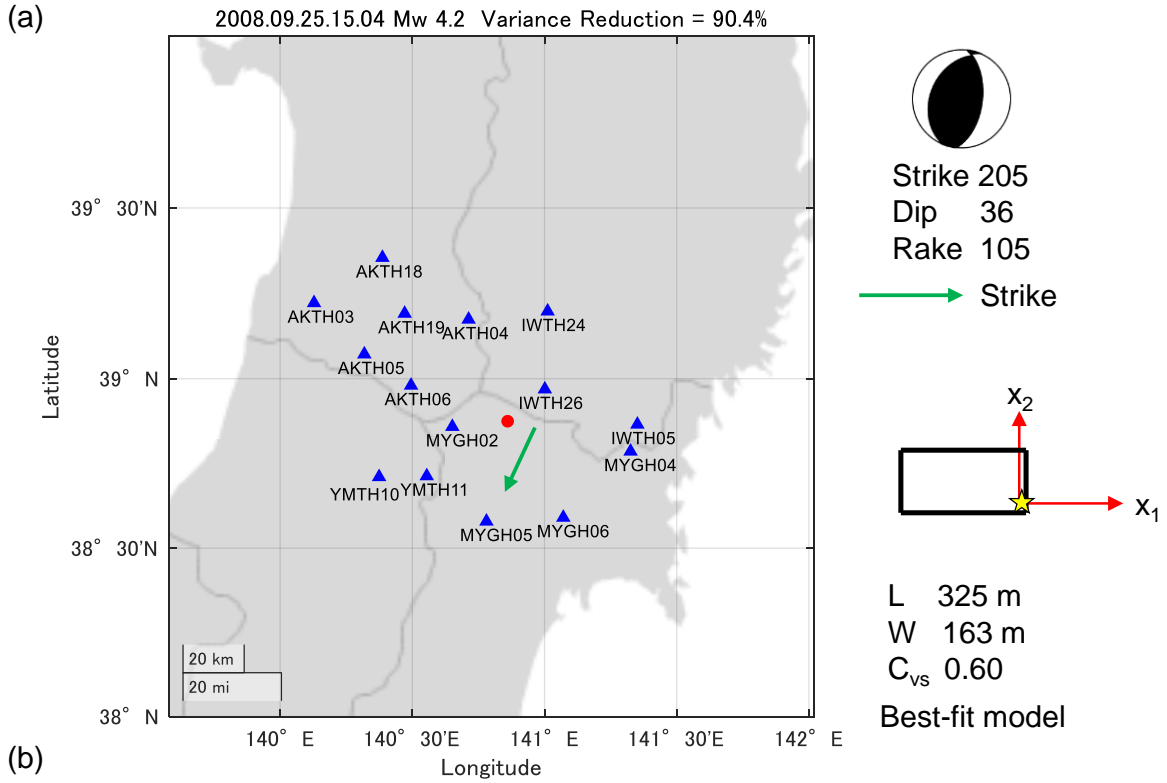 (a)
2008.09.25.15.04 Mw 4.2 Variance Reduction = 90.4%
39° 30'N
39° N
38° 30'N
38° N
Latitude
AKTH18
AKTH03
AKTH19
AKTH04
IWTH24
AKTH05
AKTH06
IWTH26
MYGH02
IWTH05
MYGH04
YMTH10
YMTH11
MYGH05
MYGH06
20 km
20 mi
140° E
140° 30'E
141° E
141° 30'E
142° E
Longitude
Strike 205
Dip 36
Rake 105
Strike
x2
x1
L 325 m
W 163 m
Cvs 0.60
Best-fit model
(b)